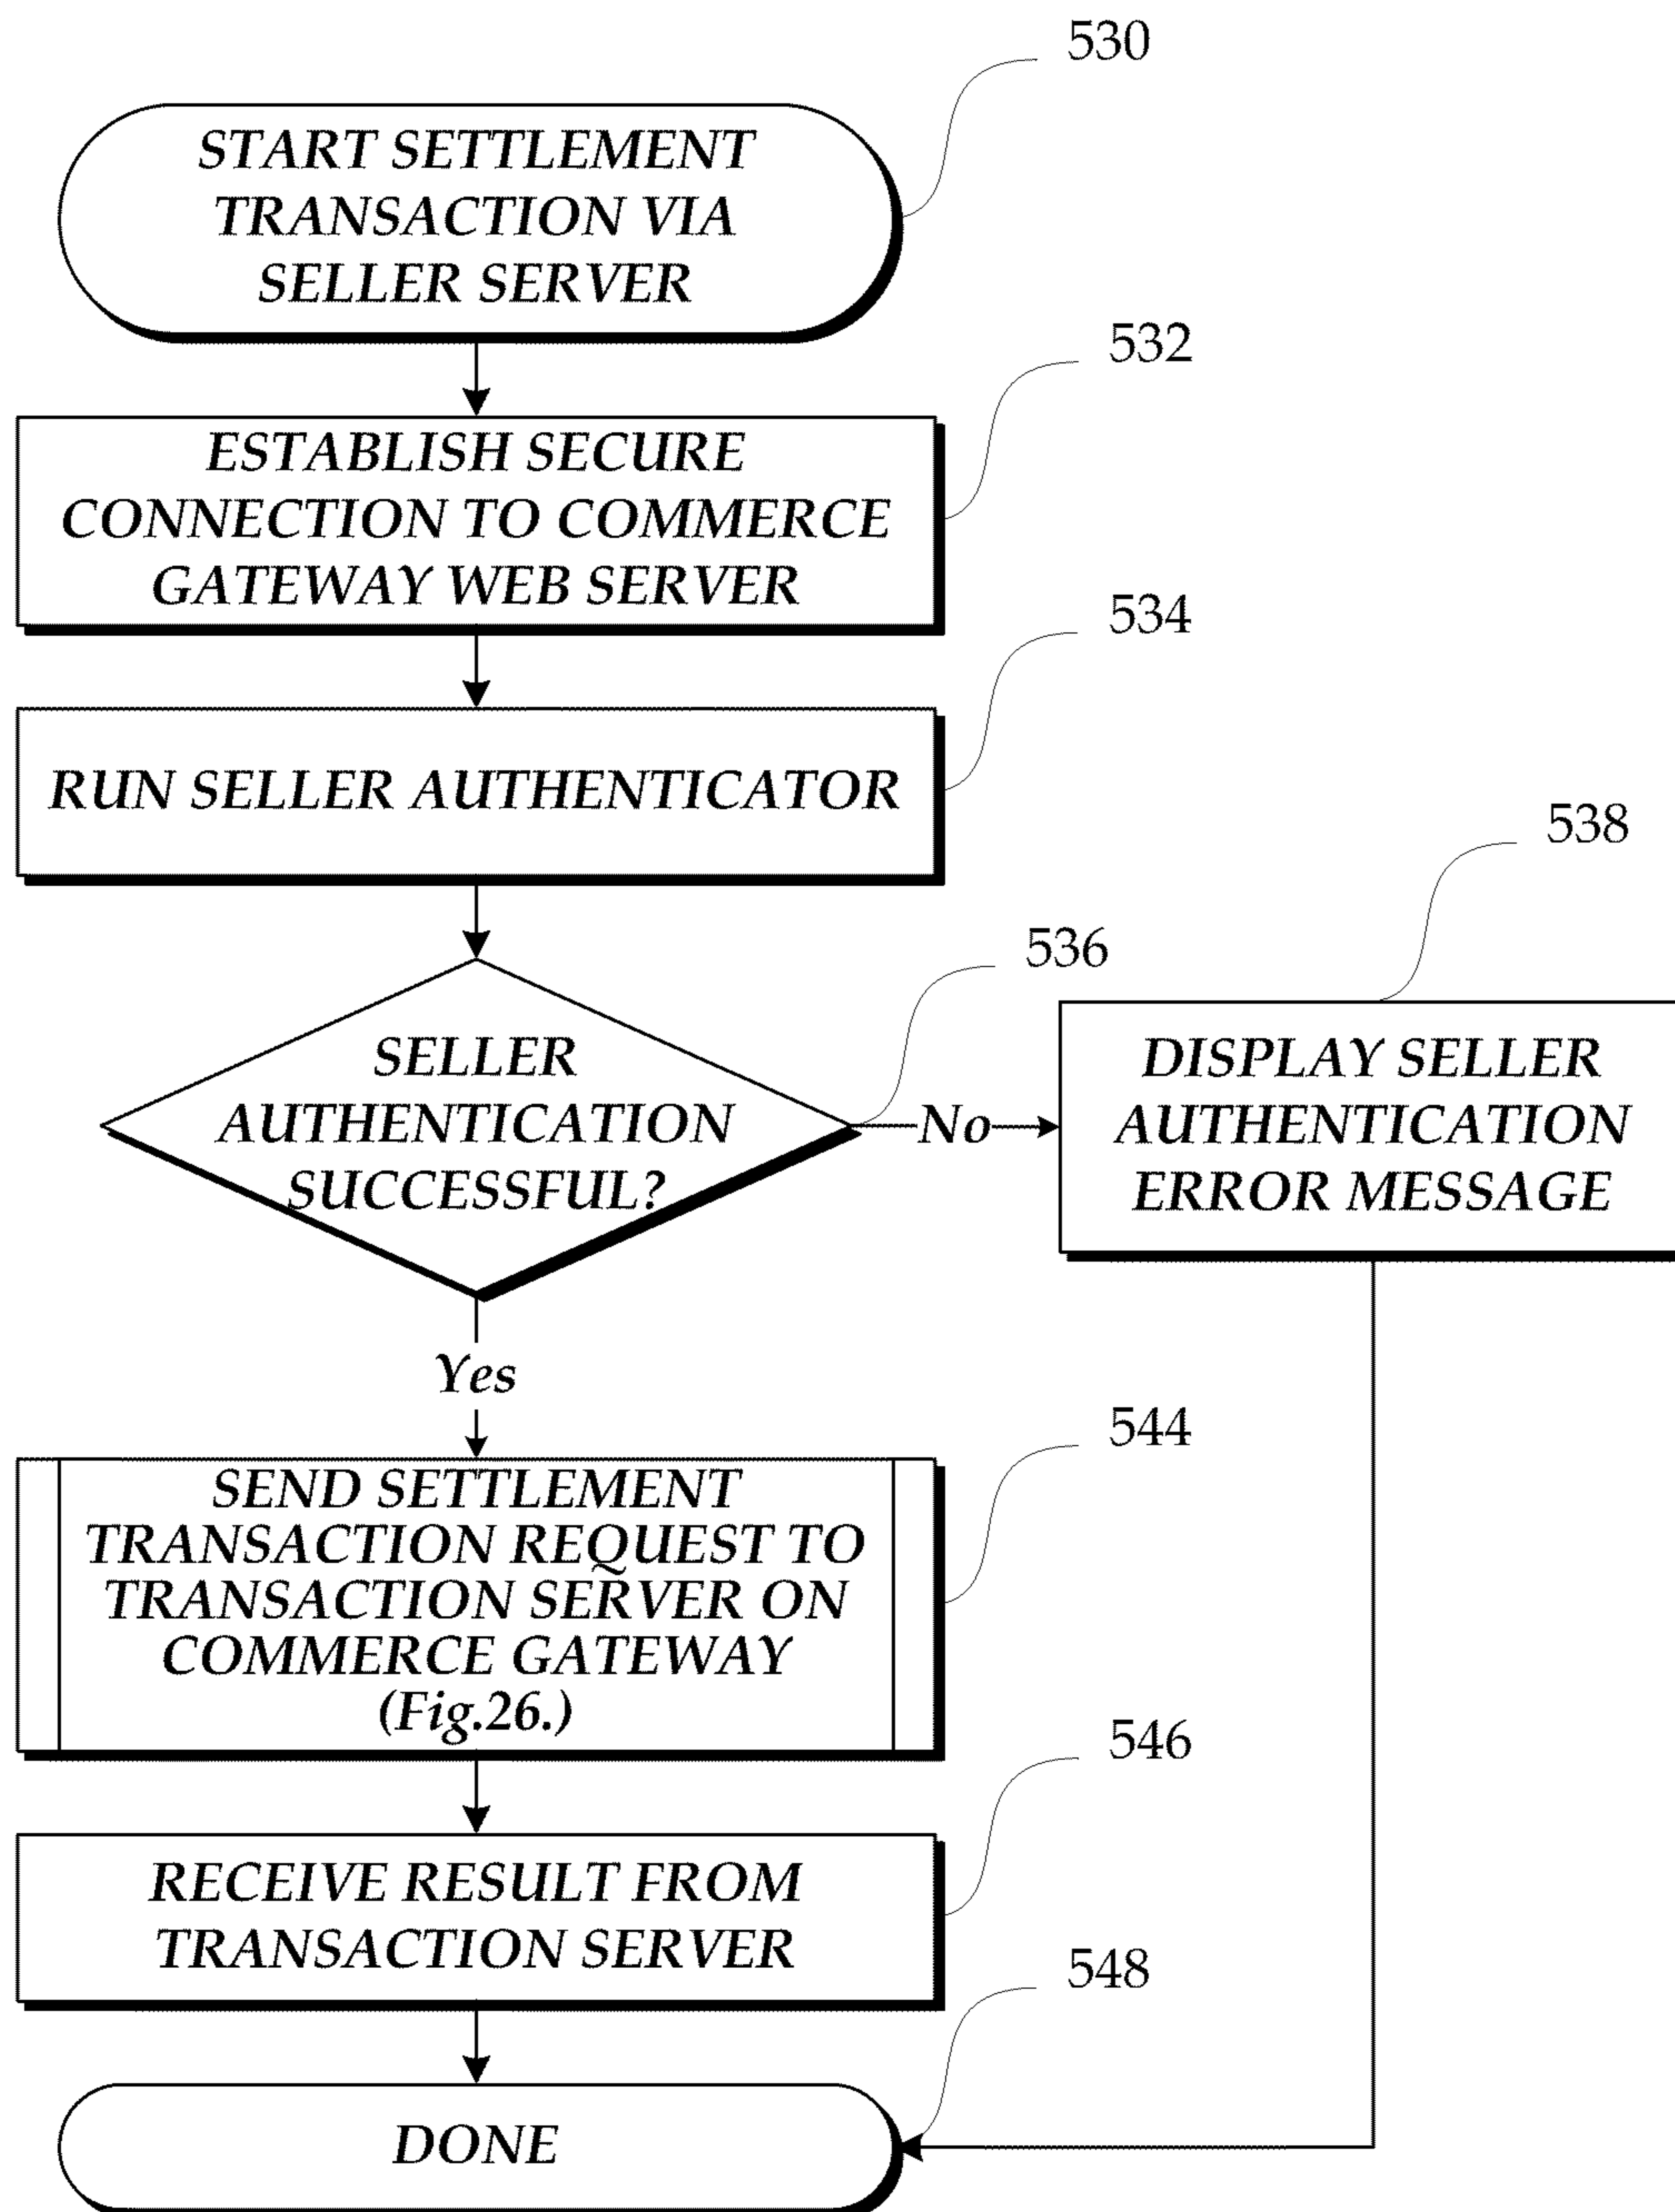 530
START SETTLEMENT
TRANSACTION VIA
SELLER SERVER
532
ESTABLISH SECURE
CONNECTION TO COMMERCE
GATEWAY WEB SERVER
534
RUN SELLER AUTHENTICATOR
536
SELLER
AUTHENTICATION
SUCCESSFUL?
No
538
DISPLAY SELLER
AUTHENTICATION
ERROR MESSAGE
Yes
544
SEND SETTLEMENT
TRANSACTION REQUEST TO
TRANSACTION SERVER ON
COMMERCE GATEWAY
(Fig.26.)
546
RECEIVE RESULT FROM
TRANSACTION SERVER
548
DONE